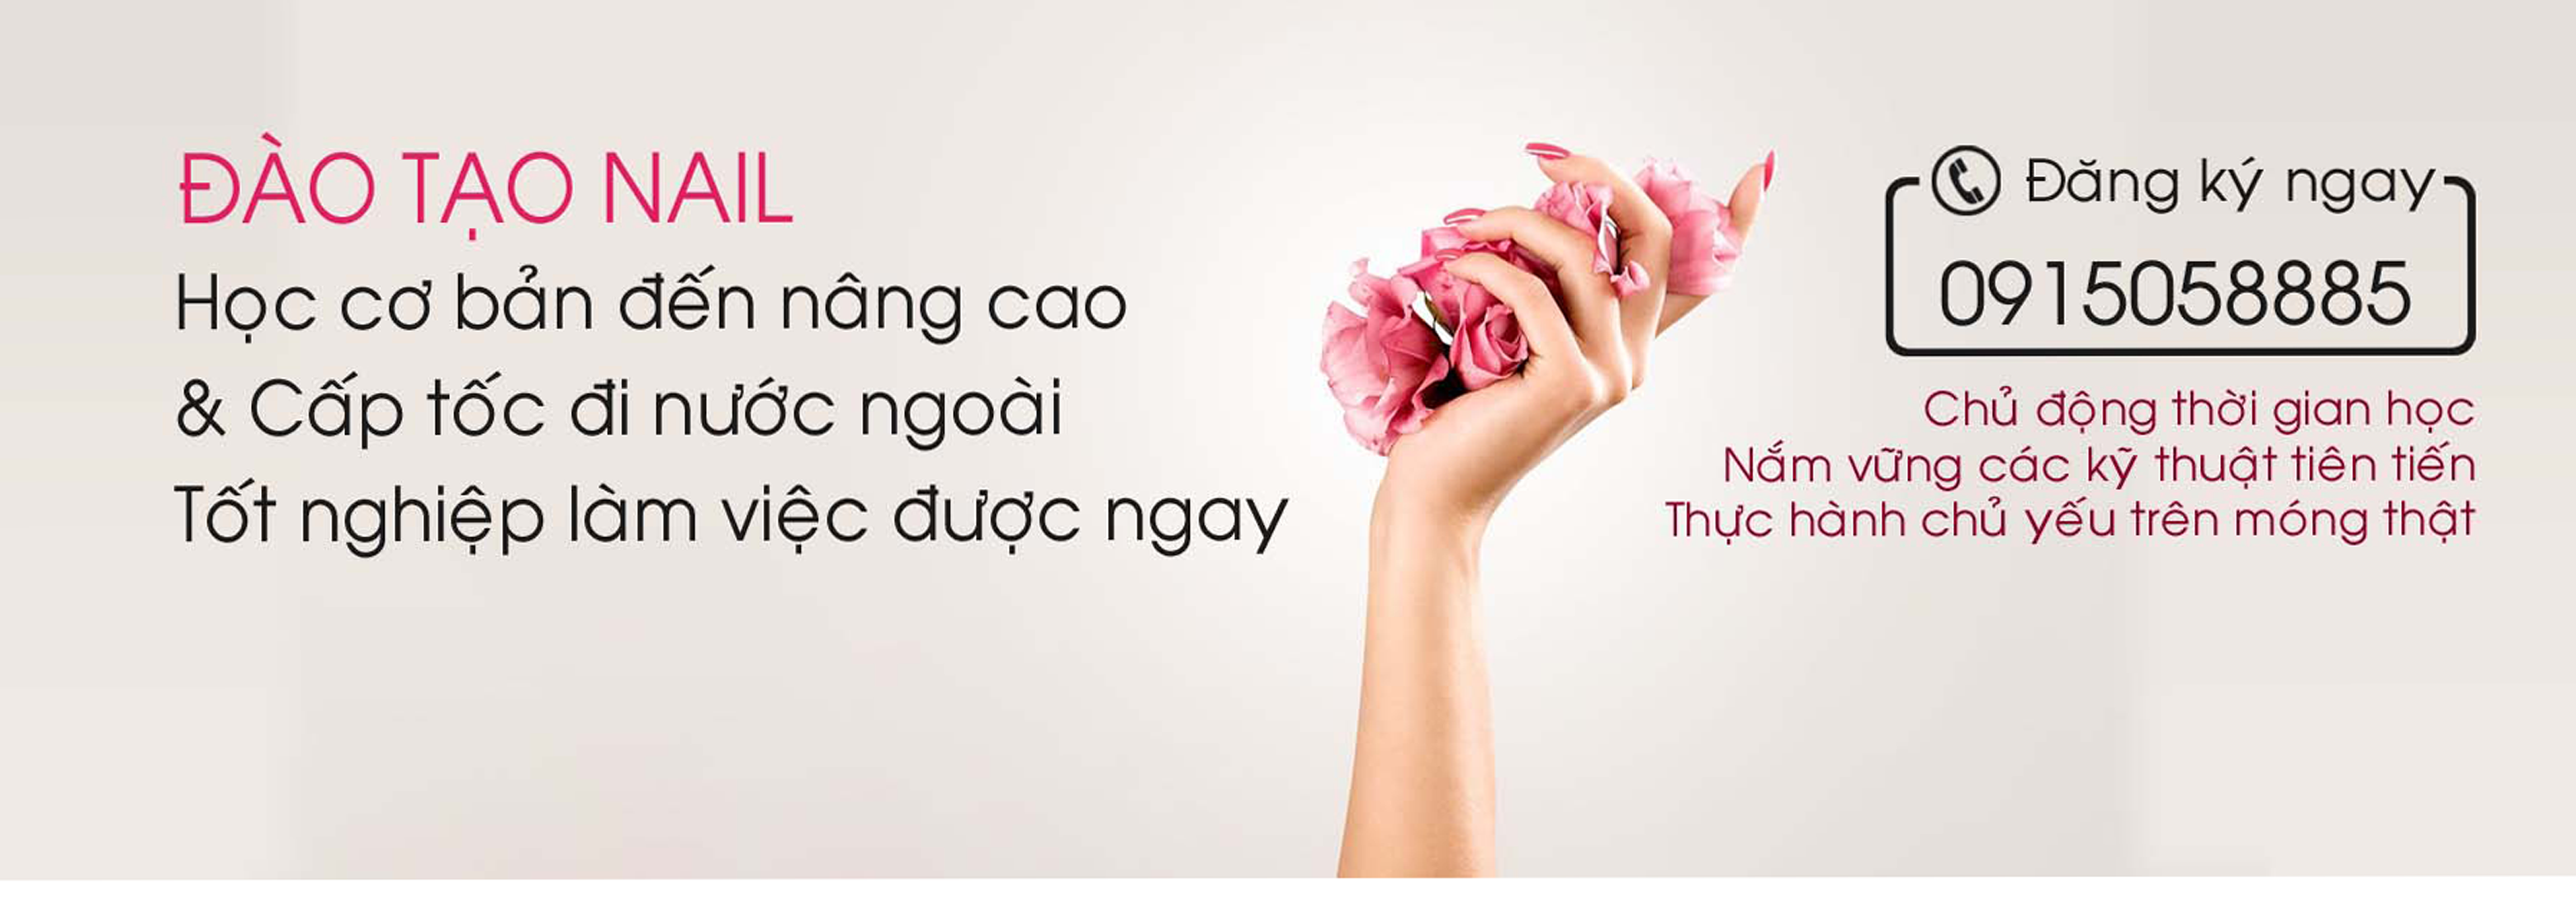 ĐÀO TẠO NAIL
Học cơ bản đến nâng cao
& Cấp tốc đi nước ngoài
Tốt nghiệp làm việc được ngay
Đăng ký ngay
0915058885
Chủ động thời gian học
Nắm vững các kỹ thuật tiên tiến
Thực hành chủ yếu trên móng thật